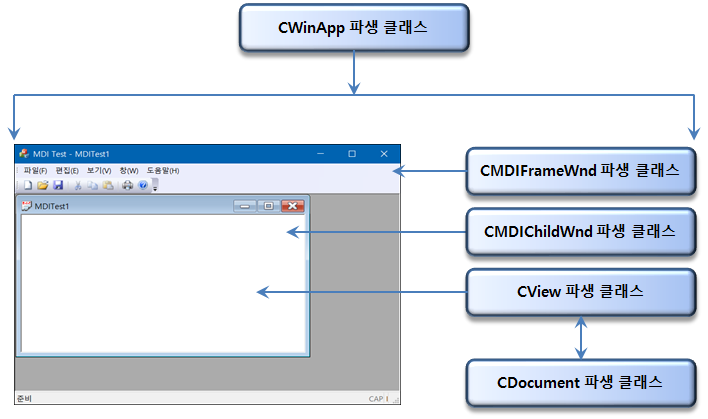 CWinApp 파생 클래스
MDI Test - MDITest1
파일(F) 편집(E) 보기(V) 창(W) 도움말(H)
MDITest1
CMDIFrameWnd 파생 클래스
CMDIChildWnd 파생 클래스
CView 파생 클래스
CDocument 파생 클래스
준비
CAP